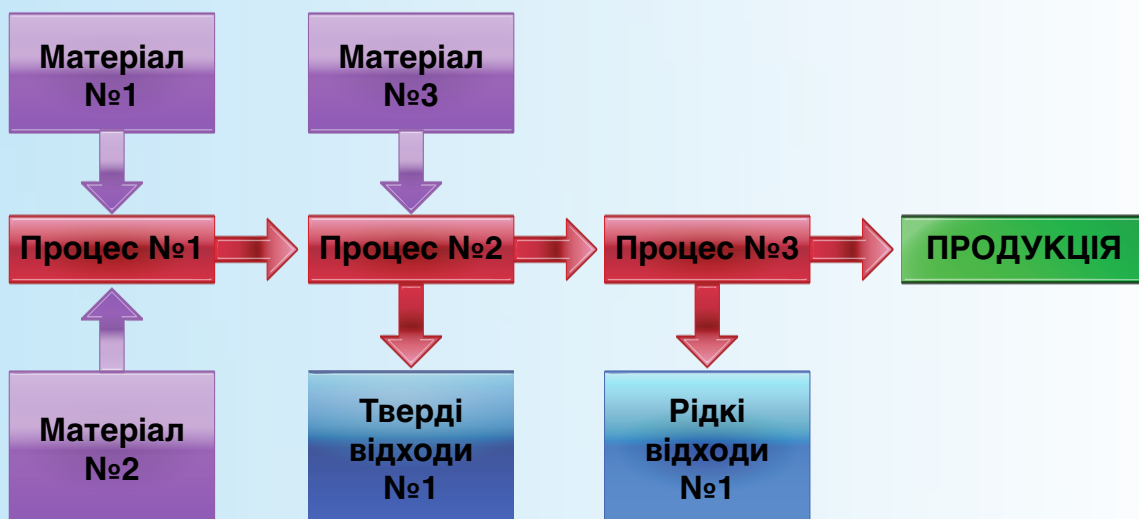 Матеріал
№1
Матеріал
№3
Процес №1
Процес №2
Процес №3
ПРОДУКЦІЯ
Матеріал
№2
Тверді
відходи
№1
Рідкі
відходи
№1